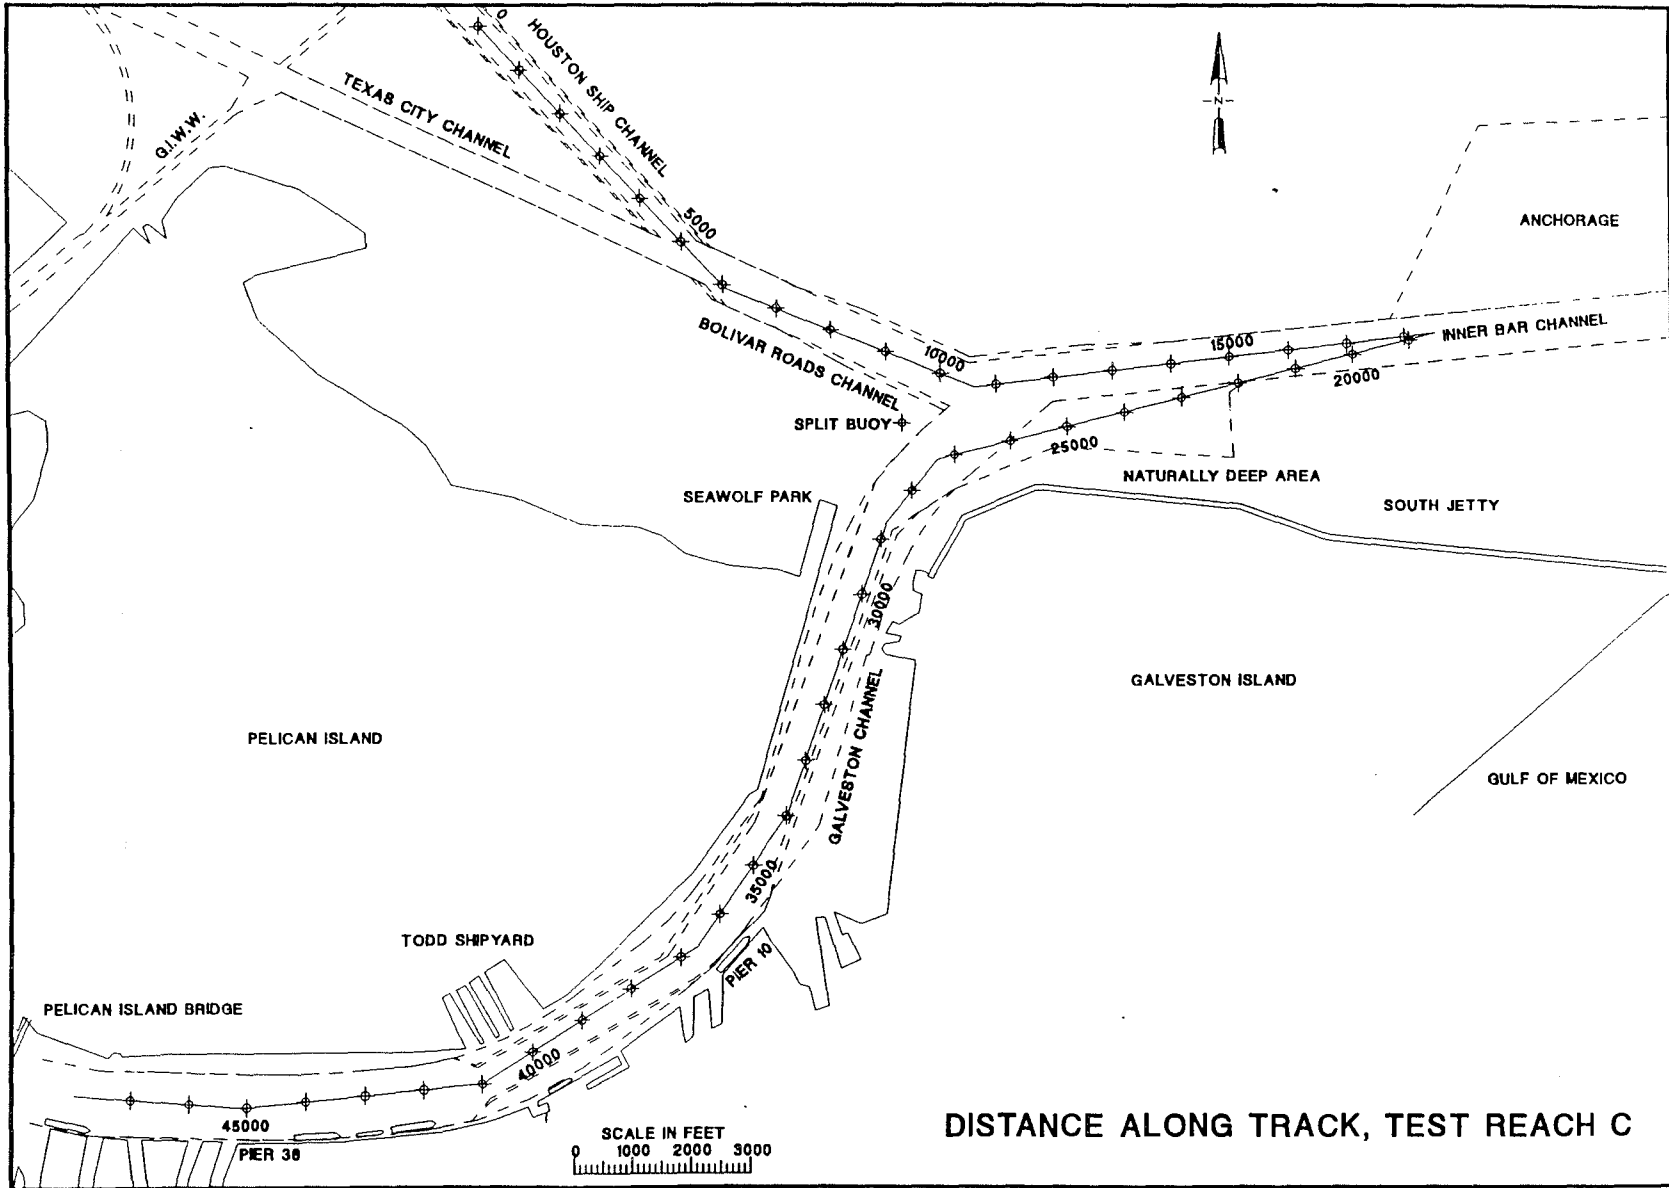 0
HOUSTON SHIP CHANNEL
TEXAS CITY CHANNEL
G.I.W.W.
N
5000
ANCHORAGE
BOLIVAR ROADS CHANNEL
10000
15000
INNER BAR CHANNEL
20000
SPLIT BUOY
25000
NATURALLY DEEP AREA
SEAWOLF PARK
SOUTH JETTY
30000
GALVESTON ISLAND
PELICAN ISLAND
GALVESTON CHANNEL
GULF OF MEXICO
35000
TODD SHIPYARD
PIER 10
PELICAN ISLAND BRIDGE
40000
45000
PIER 38
SCALE IN FEET
0 1000 2000 3000
DISTANCE ALONG TRACK, TEST REACH C